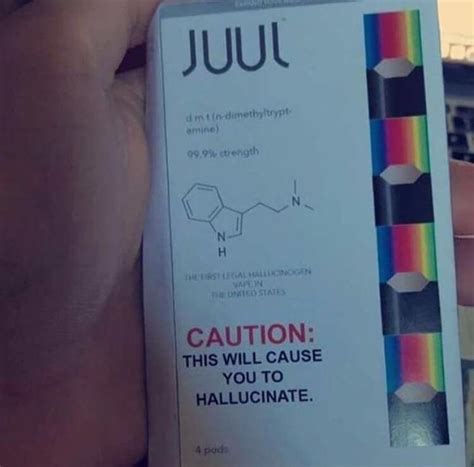 JUUL
dmt(n-dimethyltrypt-
amine)
99.9% strength
N
N
H
THE FIRST LEGAL HALLUCINOGEN
VAPE IN
THE UNITED STATES
CAUTION:
THIS WILL CAUSE
YOU TO
HALLUCINATE.
4 pods